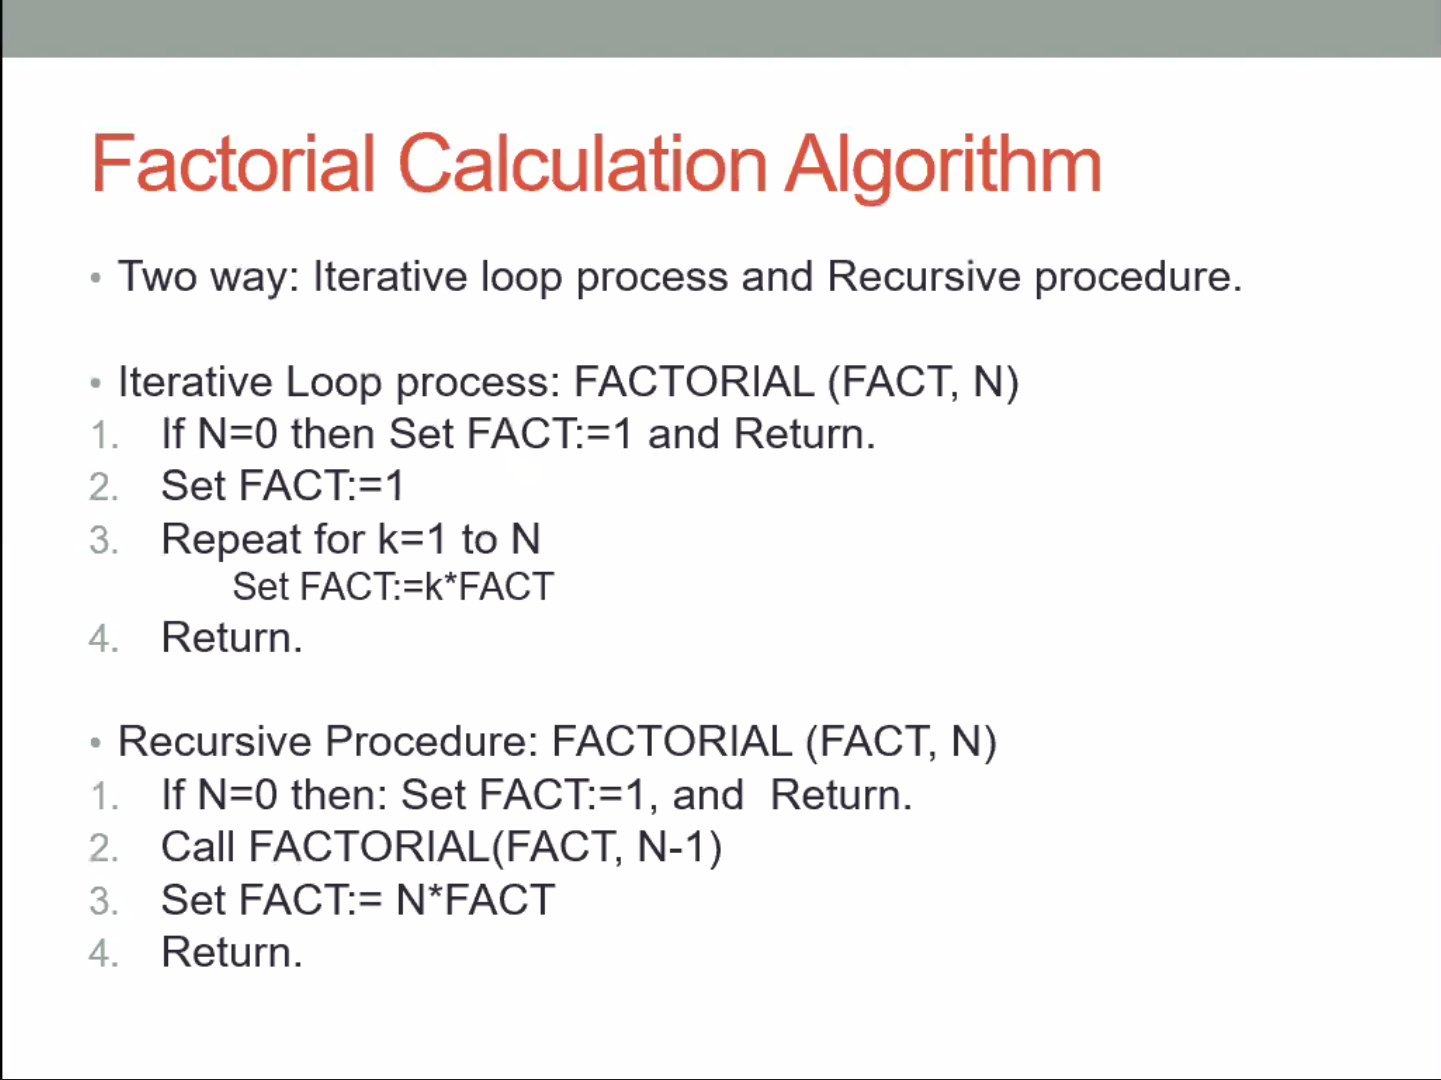 Factorial Calculation Algorithm
• Two way: Iterative loop process and Recursive procedure.
• Iterative Loop process: FACTORIAL (FACT, N)
1. If N=0 then Set FACT:=1 and Return.
2. Set FACT:=1
3. Repeat for k=1 to N
Set FACT:=k*FACT
4. Return.
• Recursive Procedure: FACTORIAL (FACT, N)
1. If N=0 then: Set FACT:=1, and  Return.
2. Call FACTORIAL(FACT, N-1)
3. Set FACT:= N*FACT
4. Return.